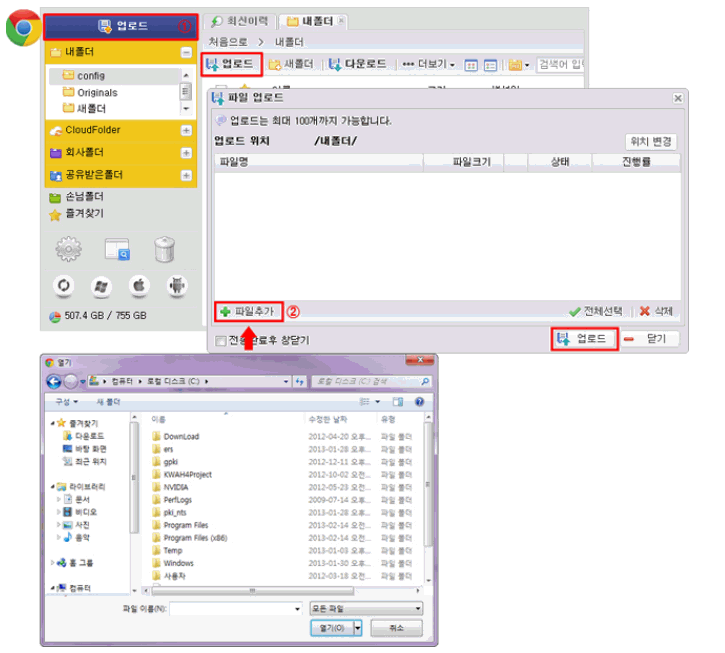 업로드 ①
내폴더
config
Originals
새폴더
CloudFolder
회사폴더
공유받은폴더
손님폴더
즐겨찾기
507.4 GB / 755 GB
최신이력 내폴더
처음으로 > 내폴더
업로드 새폴더 다운로드 더보기
파일 업로드
업로드는 최대 100개까지 가능합니다.
업로드 위치 /내폴더/ 위치 변경
파일명 파일크기 상태 진행률
파일추가 ② 전체선택 삭제
업로드 닫기
열기
컴퓨터 로컬 디스크 (C:) 로컬 디스크 (C:) 검색
구성 새 폴더
즐겨찾기
다운로드
바탕 화면
최근 위치
라이브러리
문서
비디오
사진
음악
홈 그룹
컴퓨터
이름 수정한 날짜 유형
DownLoad 2012-04-20 오후... 파일 폴더
ers 2013-01-28 오후... 파일 폴더
gpki 2012-12-11 오후... 파일 폴더
KWAH4Project 2012-10-02 오전... 파일 폴더
NVIDIA 2012-05-23 오전... 파일 폴더
PerfLogs 2009-07-14 오후... 파일 폴더
pki_nts 2013-01-28 오후... 파일 폴더
Program Files 2013-02-14 오전... 파일 폴더
Program Files (x86) 2013-02-14 오전... 파일 폴더
Temp 2013-01-03 오후... 파일 폴더
Windows 2013-01-30 오후... 파일 폴더
사용자 2012-03-18 오전... 파일 폴더
파일 이름(N): 모든 파일
열기(O) 취소